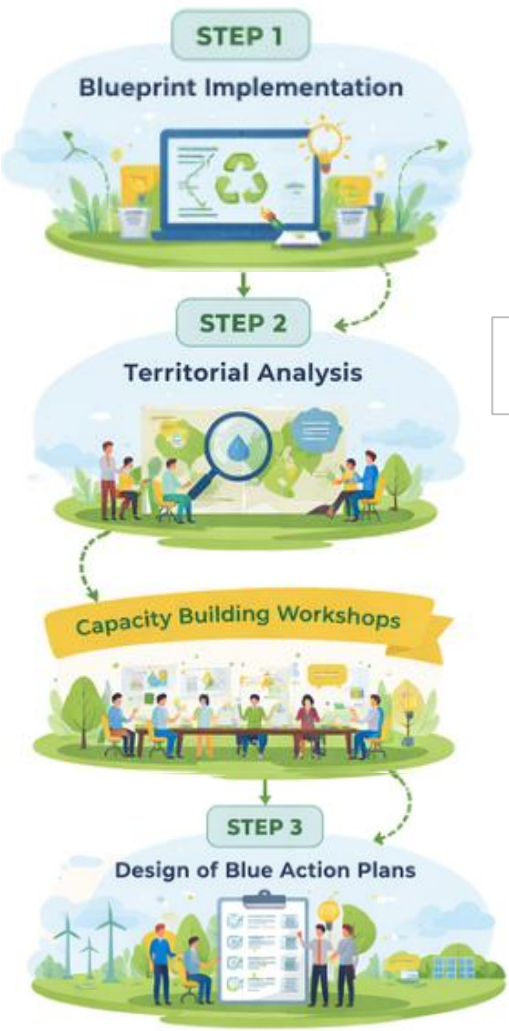 STEP 1
Blueprint Implementation
STEP 2
Territorial Analysis
Capacity Building Workshops
STEP 3
Design of Blue Action Plans